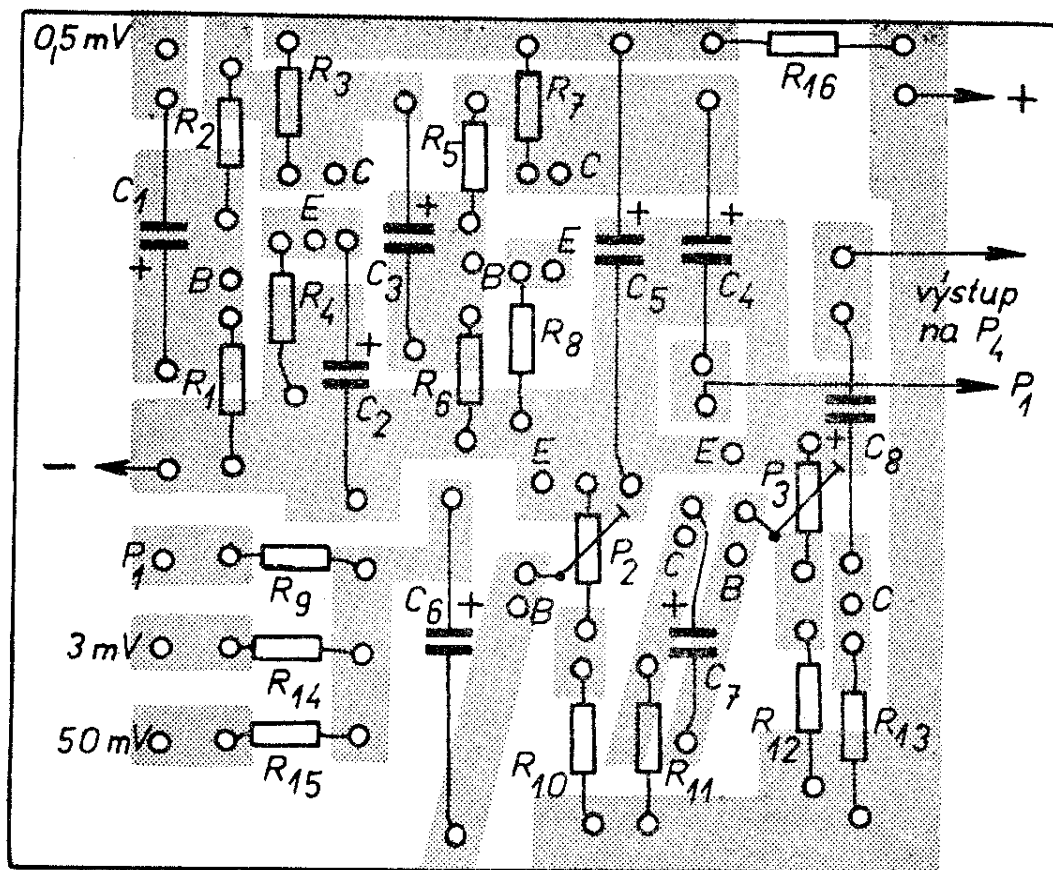 0,5 mV
R3
R7
R16
+
R2
R5
C1
C
C
+
E
+
E
+
+
B
R4
C3
B
C5
C4
výstup
na P4
R8
+
R1
C2
R6
P1
+
C8
−
E
E
P3
P1
R9
C6
+
B
P2
C
B
C
+
3 mV
R14
C7
50 mV
R15
R10
R11
R12
R13